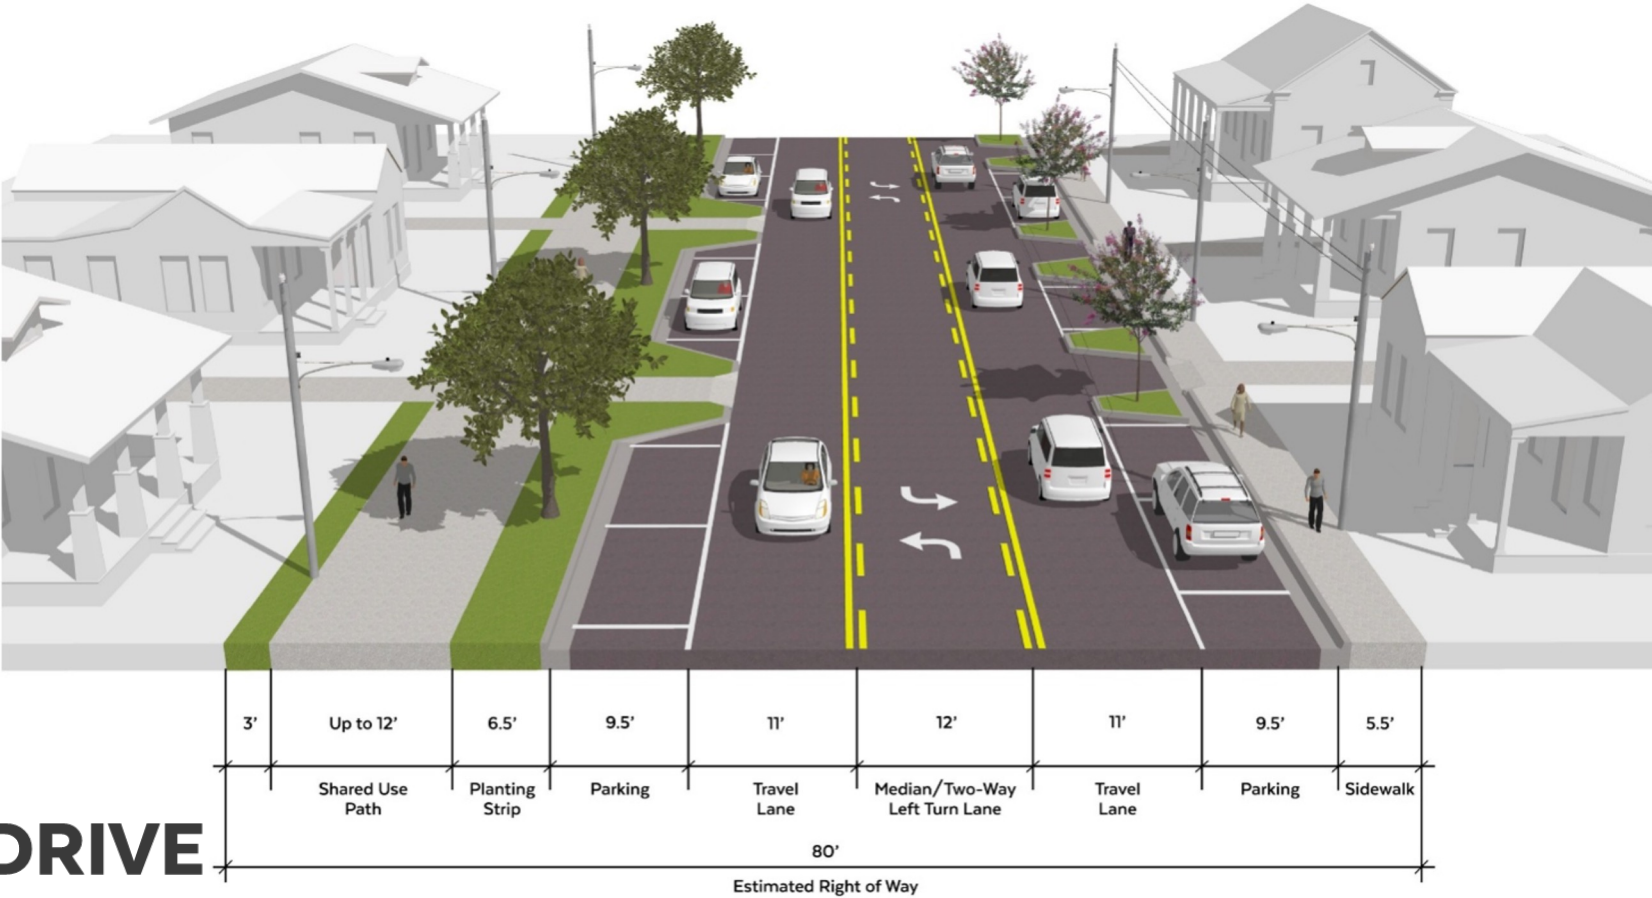 3’
Up to 12’
6.5’
9.5’
11’
12’
11’
9.5’
5.5’
Shared Use
Path
Planting
Strip
Parking
Travel
Lane
Median/Two-Way
Left Turn Lane
Travel
Lane
Parking
Sidewalk
DRIVE
80’
Estimated Right of Way